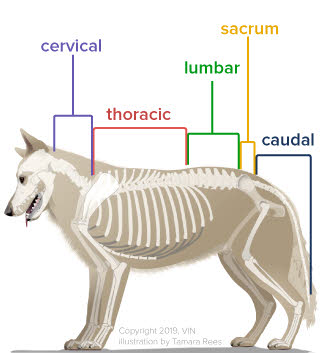 sacrum
cervical
lumbar
thoracic
caudal
Copyright 2019, VIN
illustration by Tamara Rees